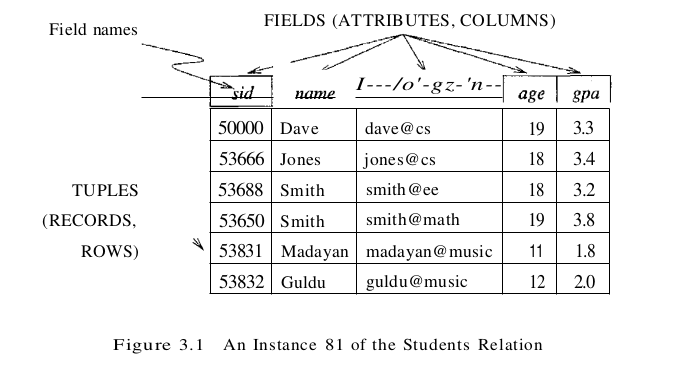 FIELDS (ATTRIBUTES, COLUMNS)
Field names
sid name I---/o'-gz-'n-- age gpa
50000 Dave dave@cs 19 3.3
53666 Jones jones@cs 18 3.4
53688 Smith smith@ee 18 3.2
53650 Smith smith@math 19 3.8
53831 Madayan madayan@music 11 1.8
53832 Guldu guldu@music 12 2.0
TUPLES
(RECORDS,
ROWS)
Figure 3.1 An Instance 81 of the Students Relation